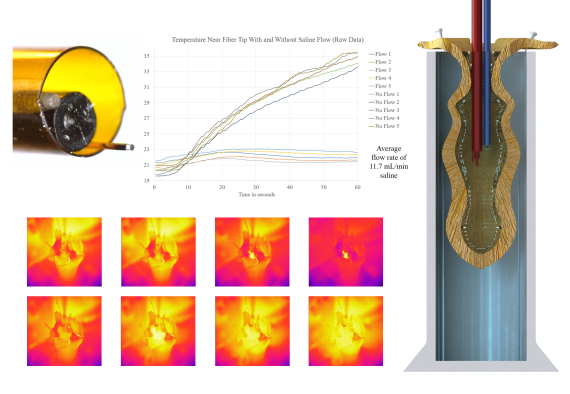 Temperature Near Fiber Tip With and Without Saline Flow (Raw Data)
35
33
31
29
27
25
23
21
19
0
10
20
30
40
50
60
Time in seconds
Flow 1
Flow 2
Flow 3
Flow 4
Flow 5
No Flow 1
No Flow 2
No Flow 3
No Flow 4
No Flow 5
Average
flow rate of
11.7 mL/min
saline